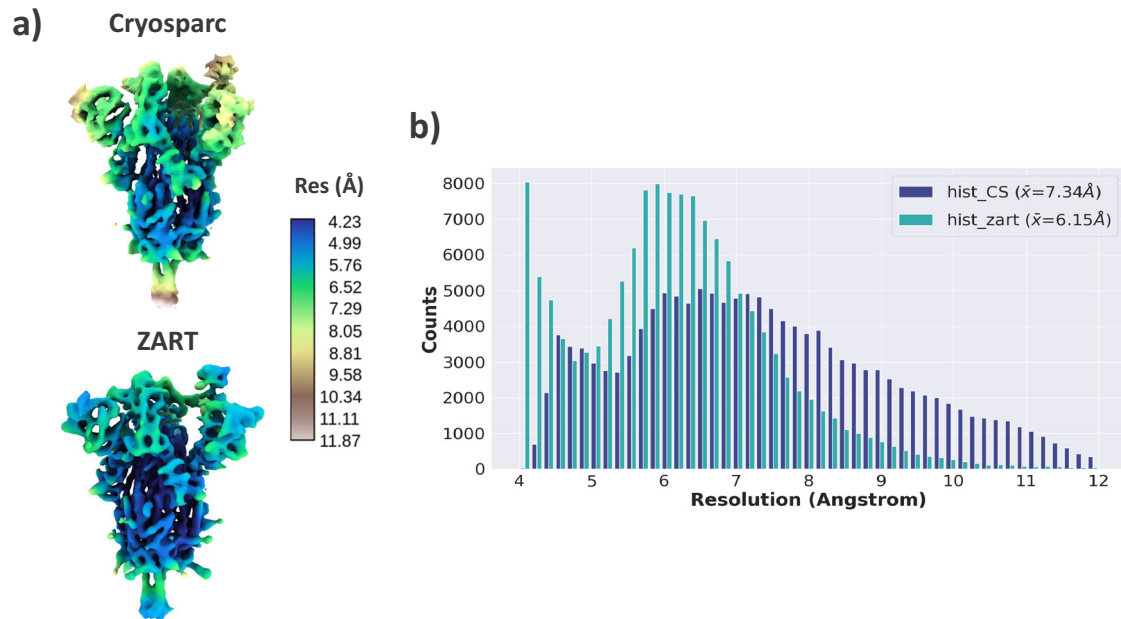 a)
Cryosparc
Res (Å)
4.23
4.99
5.76
6.52
7.29
8.05
8.81
9.58
10.34
11.11
11.87
ZART
b)
hist_CS (x̄=7.34Å)
hist_zart (x̄=6.15Å)
Counts
8000
7000
6000
5000
4000
3000
2000
1000
0
4 5 6 7 8 9 10 11 12
Resolution (Angstrom)